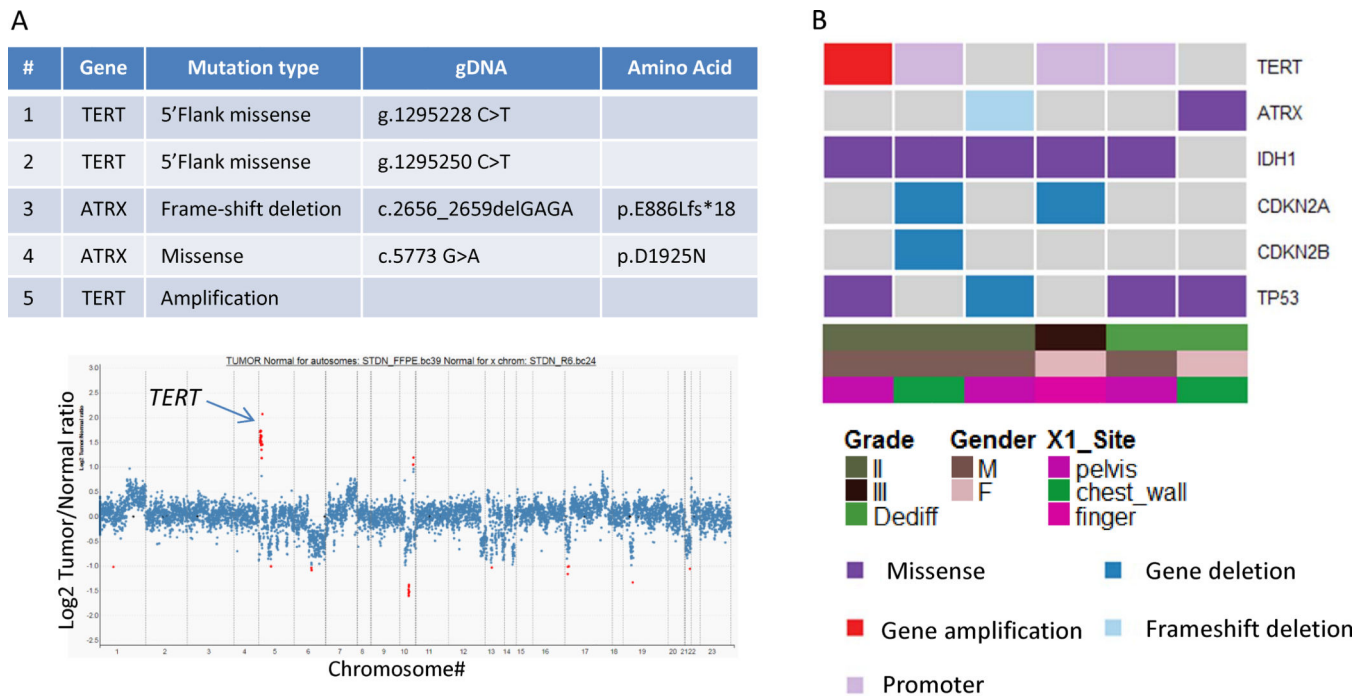 A
# Gene Mutation type gDNA Amino Acid
1 TERT 5’Flank missense g.1295228 C>T
2 TERT 5’Flank missense g.1295250 C>T
3 ATRX Frame-shift deletion c.2656_2659delGAGA p.E886Lfs*18
4 ATRX Missense c.5773 G>A p.D1925N
5 TERT Amplification
TUMOR Normal for autosomes: STDN_FFPE.bc39 Normal for x chrom: STDN_R6.bc24
TERT
Log2 Tumor/Normal ratio
Log2 Tumor/Normal ratio
3.0
2.5
2.0
1.5
1.0
0.5
0.0
-0.5
-1.0
-1.5
-2.0
-2.5
1 2 3 4 5 6 7 8 9 10 11 12 13 14 15 16 17 18 19 20 21 22 23
Chromosome#
B
TERT
ATRX
IDH1
CDKN2A
CDKN2B
TP53
Grade Gender X1_Site
II M pelvis
III F chest_wall
Dediff finger
Missense Gene deletion
Gene amplification Frameshift deletion
Promoter